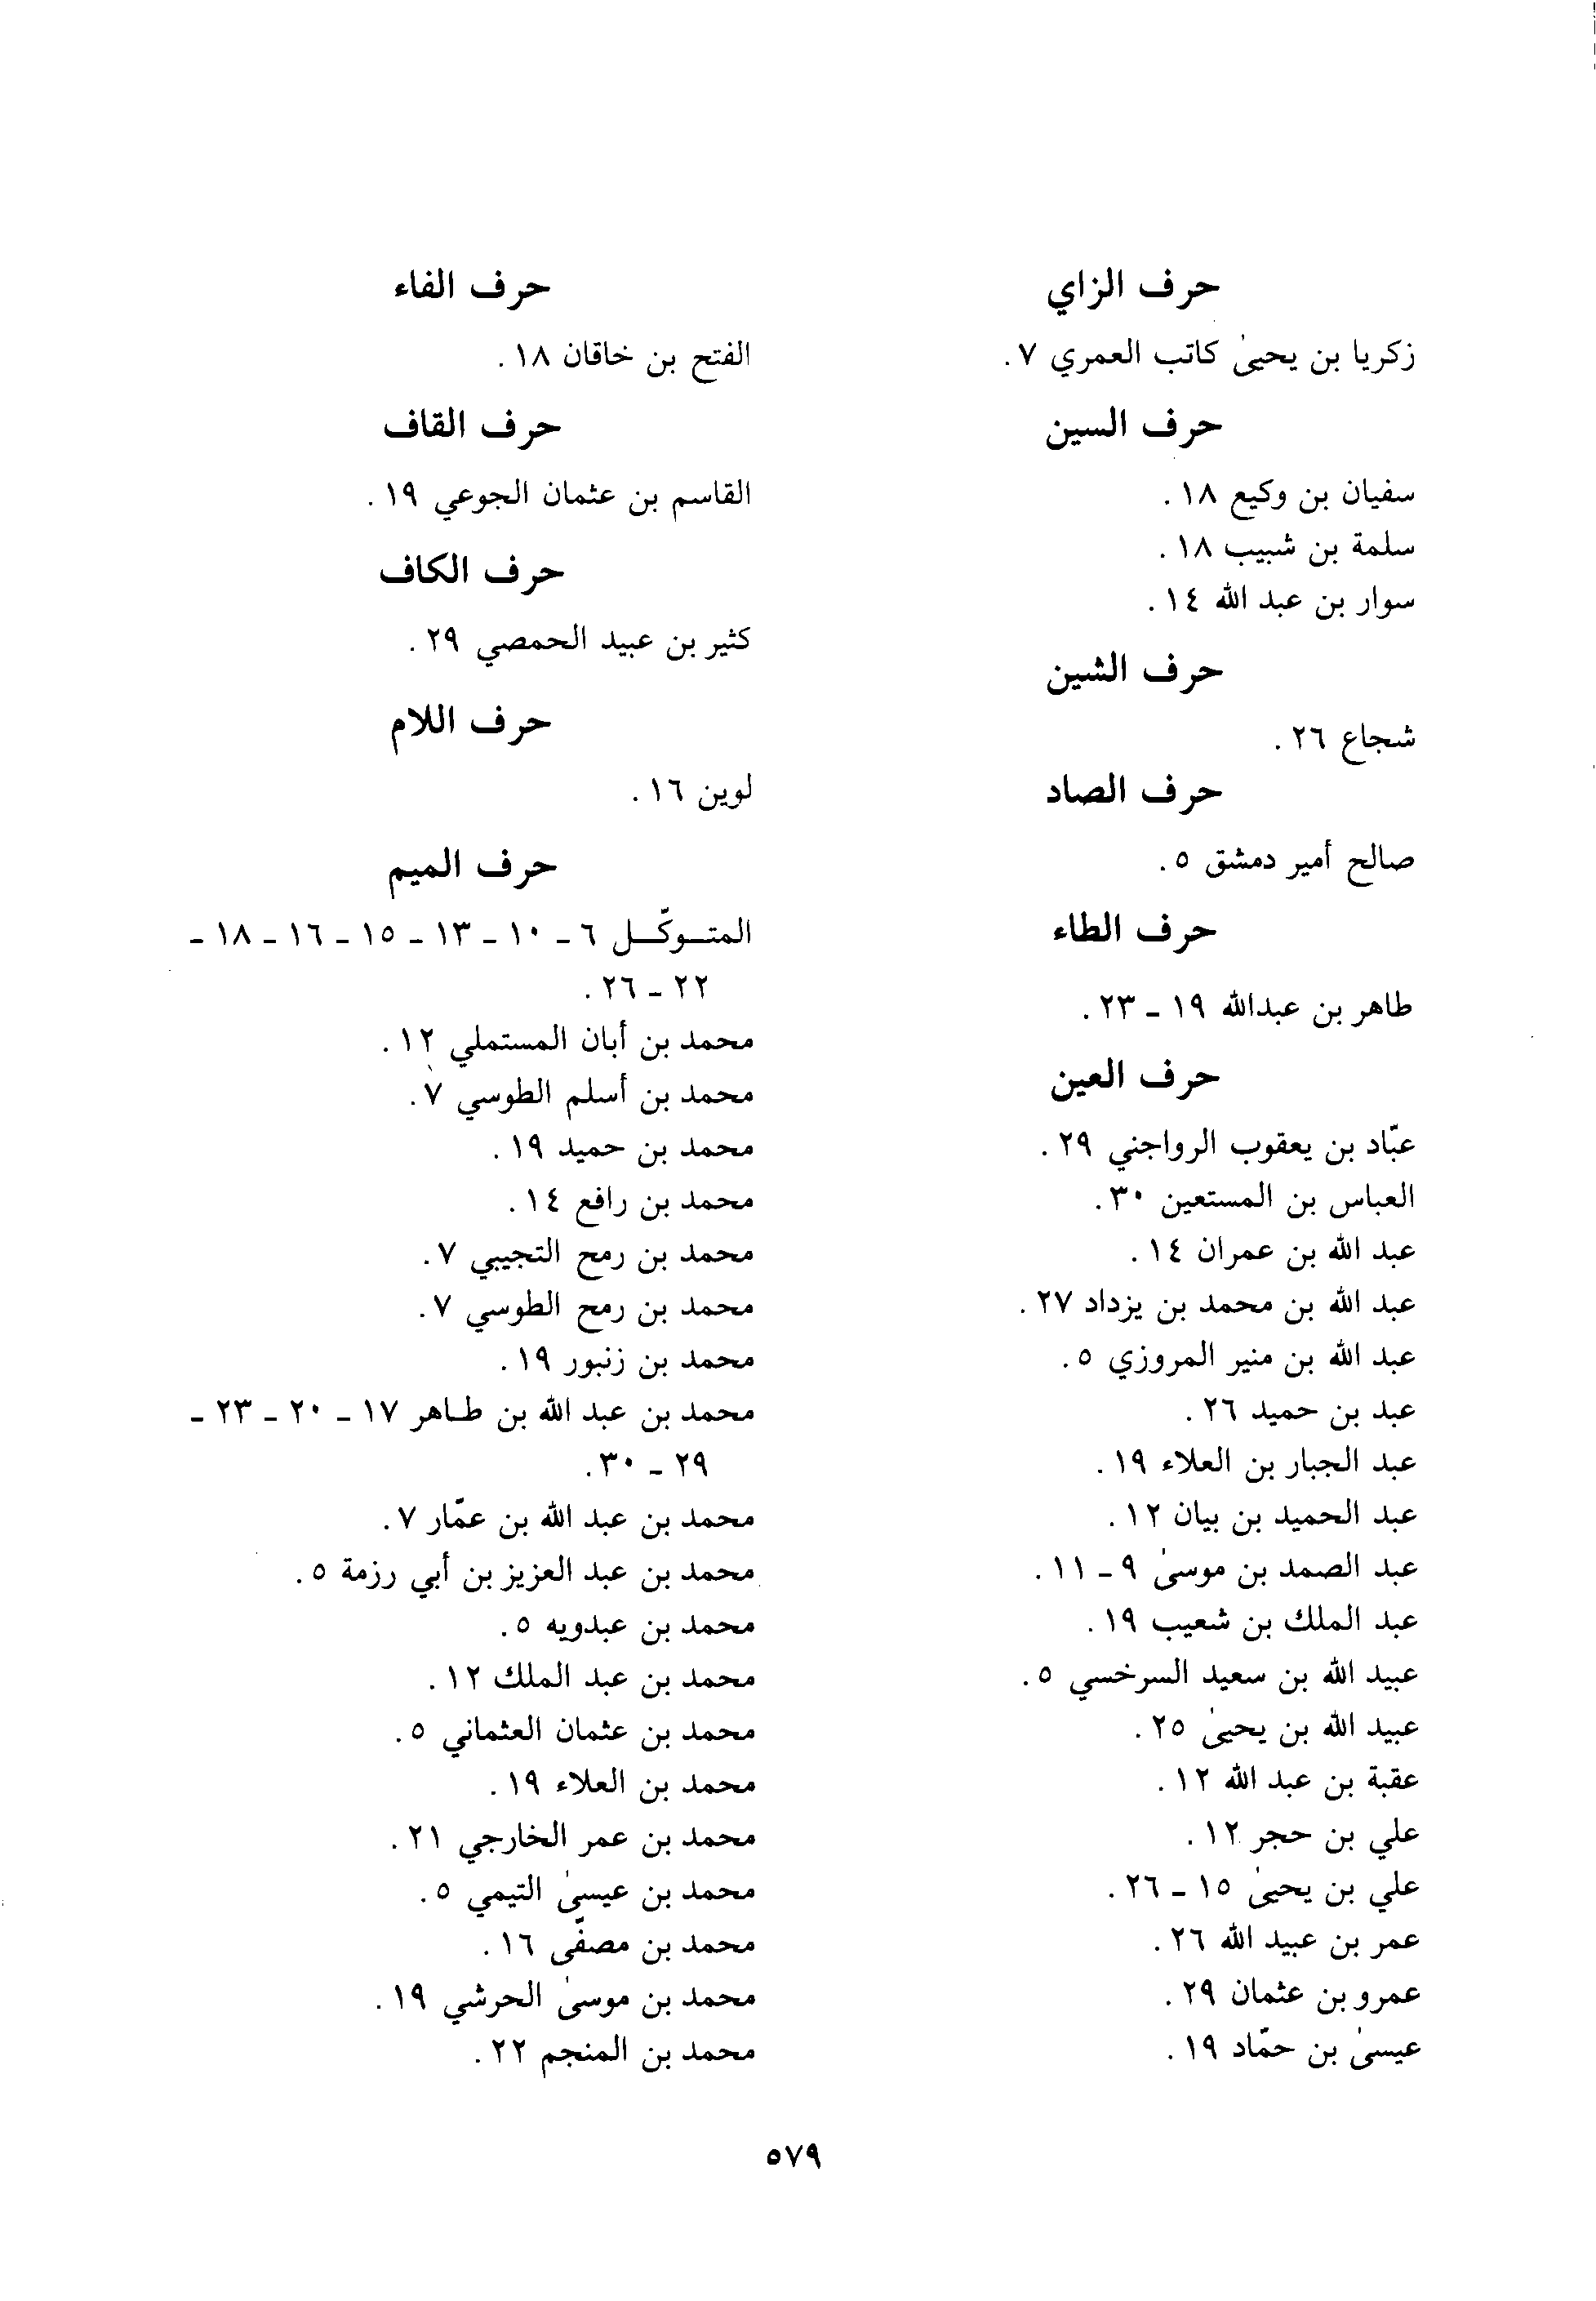 حرف الزاي
زكريا بن يحيىٰ كاتب العمري ٧.
حرف السين
سفيان بن وكيع ١٨.
سلمة بن شبيب ١٨.
سوار بن عبد الله ١٤.
حرف الشين
شجاع ٢٦.
حرف الصاد
صالح أمير دمشق ٥.
حرف الطاء
طاهر بن عبدالله ١٩ - ٢٣.
حرف العين
عبّاد بن يعقوب الرواجني ٢٩.
العباس بن المستعين ٣٠.
عبد الله بن عمران ١٤.
عبد الله بن محمد بن يزداد ٢٧.
عبد الله بن منير المروزي ٥.
عبد بن حميد ٢٦.
عبد الجبار بن العلاء ١٩.
عبد الحميد بن بيان ١٢.
عبد الصمد بن موسىٰ ٩ - ١١.
عبد الملك بن شعيب ١٩.
عبيد الله بن سعيد السرخسي ٥.
عبيد الله بن يحيىٰ ٢٥.
عقبة بن عبد الله ١٢.
علي بن حجر ١٢.
علي بن يحيىٰ ١٥ - ٢٦.
عمر بن عبيد الله ٢٦.
عمرو بن عثمان ٢٩.
عيسىٰ بن حمّاد ١٩.
حرف الفاء
الفتح بن خاقان ١٨.
حرف القاف
القاسم بن عثمان الجوعي ١٩.
حرف الكاف
كثير بن عبيد الحمصي ٢٩.
حرف اللام
لوين ١٦.
حرف الميم
المتـوكّـل ٦ - ١٠ - ١٣ - ١٥ - ١٦ - ١٨ -
٢٢ - ٢٦.
محمد بن أبان المستملي ١٢.
محمد بن أسلم الطوسي ٧.
محمد بن حميد ١٩.
محمد بن رافع ١٤.
محمد بن رمح التجيبي ٧.
محمد بن رمح الطوسي ٧.
محمد بن زنبور ١٩.
محمد بن عبد الله بن طـاهر ١٧ - ٢٠ - ٢٣ -
٢٩ - ٣٠.
محمد بن عبد الله بن عمّار ٧.
محمد بن عبد العزيز بن أبي رزمة ٥.
محمد بن عبدويه ٥.
محمد بن عبد الملك ١٢.
محمد بن عثمان العثماني ٥.
محمد بن العلاء ١٩.
محمد بن عمر الخارجي ٢١.
محمد بن عيسىٰ التيمي ٥.
محمد بن مصفّى ١٦.
محمد بن موسىٰ الحرشي ١٩.
محمد بن المنجم ٢٢.
٥٧٩